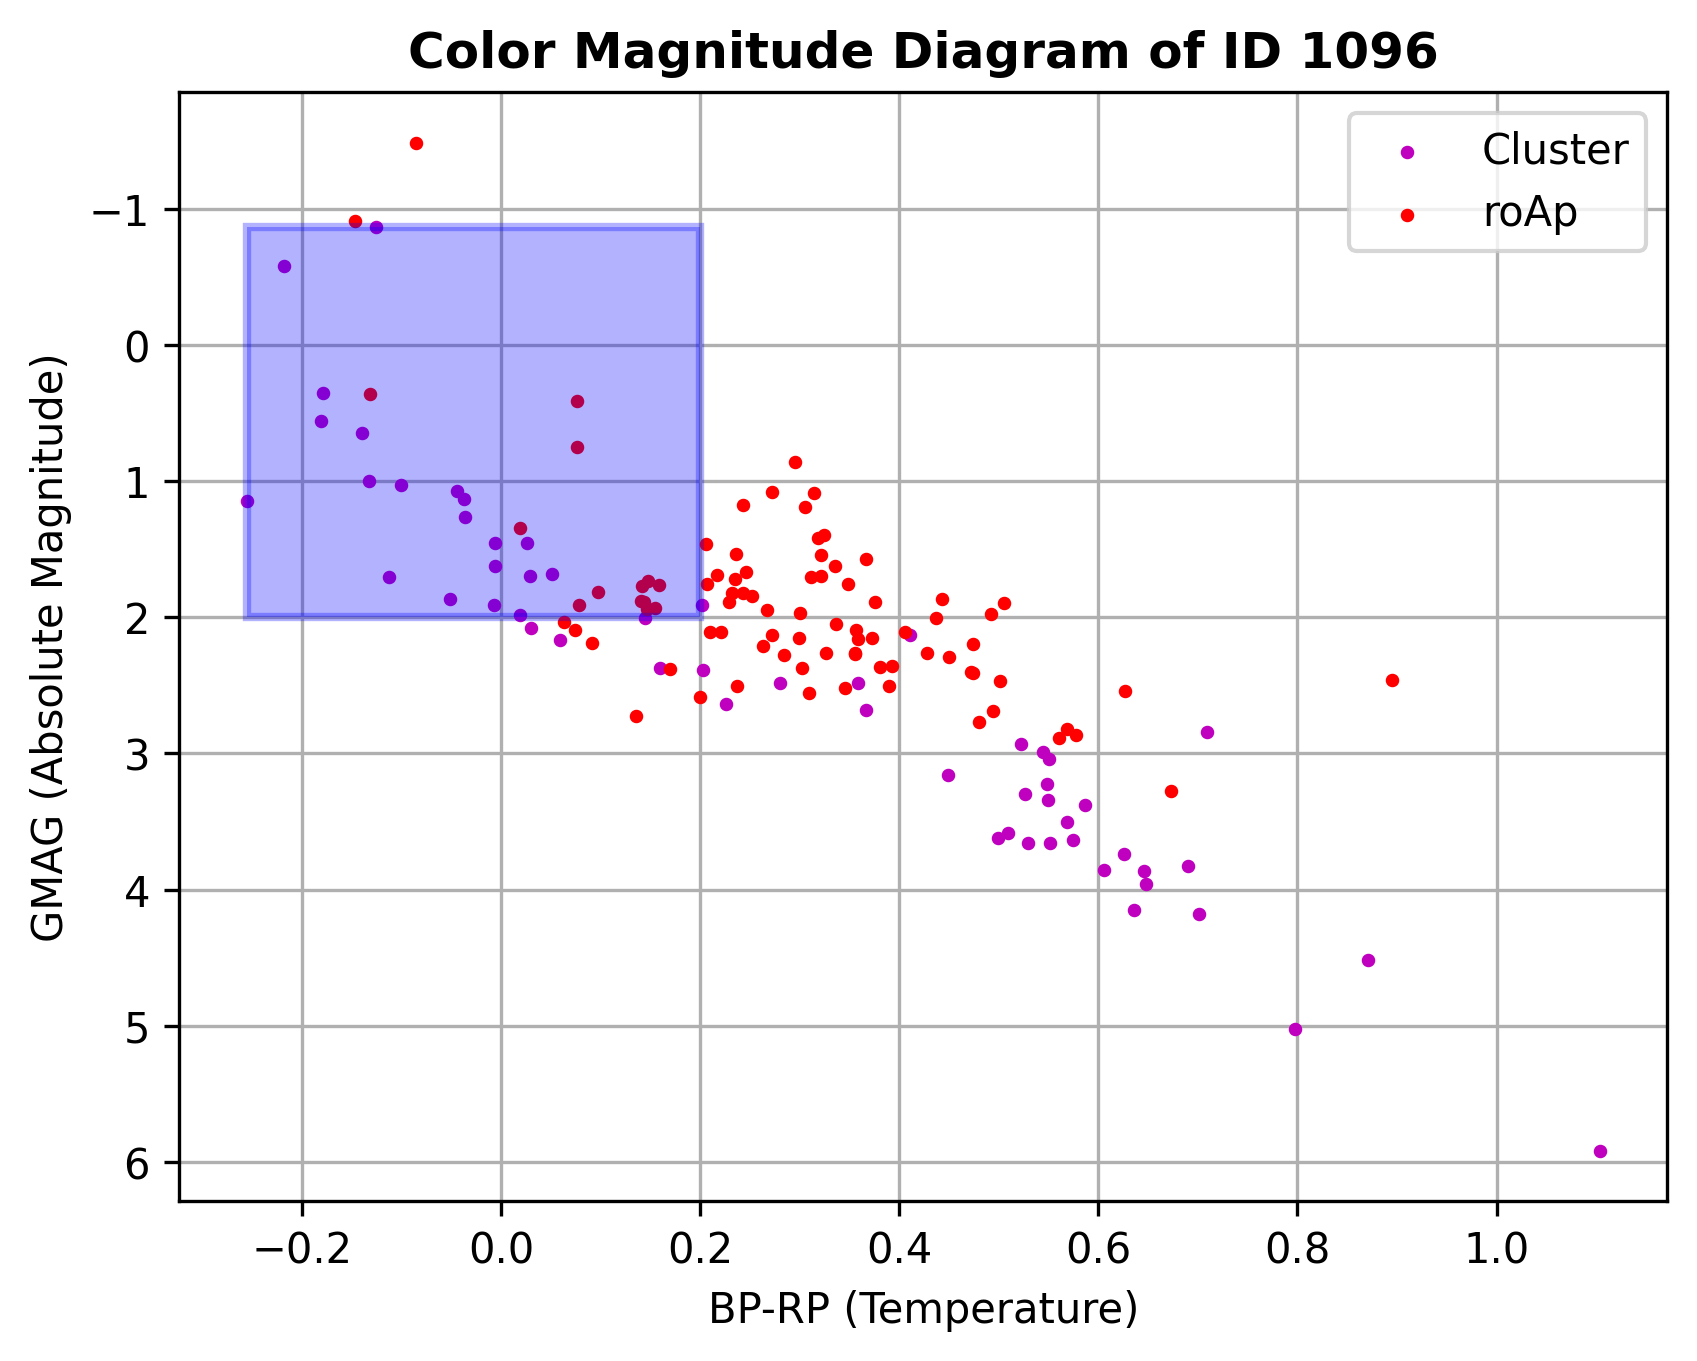 Color Magnitude Diagram of ID 1096
Cluster
roAp
GMAG (Absolute Magnitude)
−1
0
1
2
3
4
5
6
−0.2 0.0 0.2 0.4 0.6 0.8 1.0
BP-RP (Temperature)